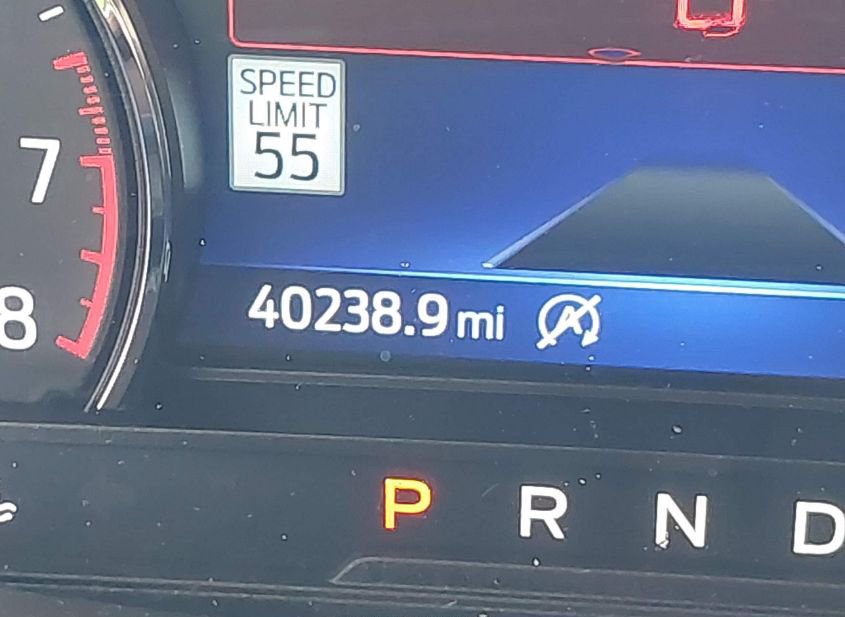 SPEED
LIMIT
55
7
8
40238.9 mi
P R N D